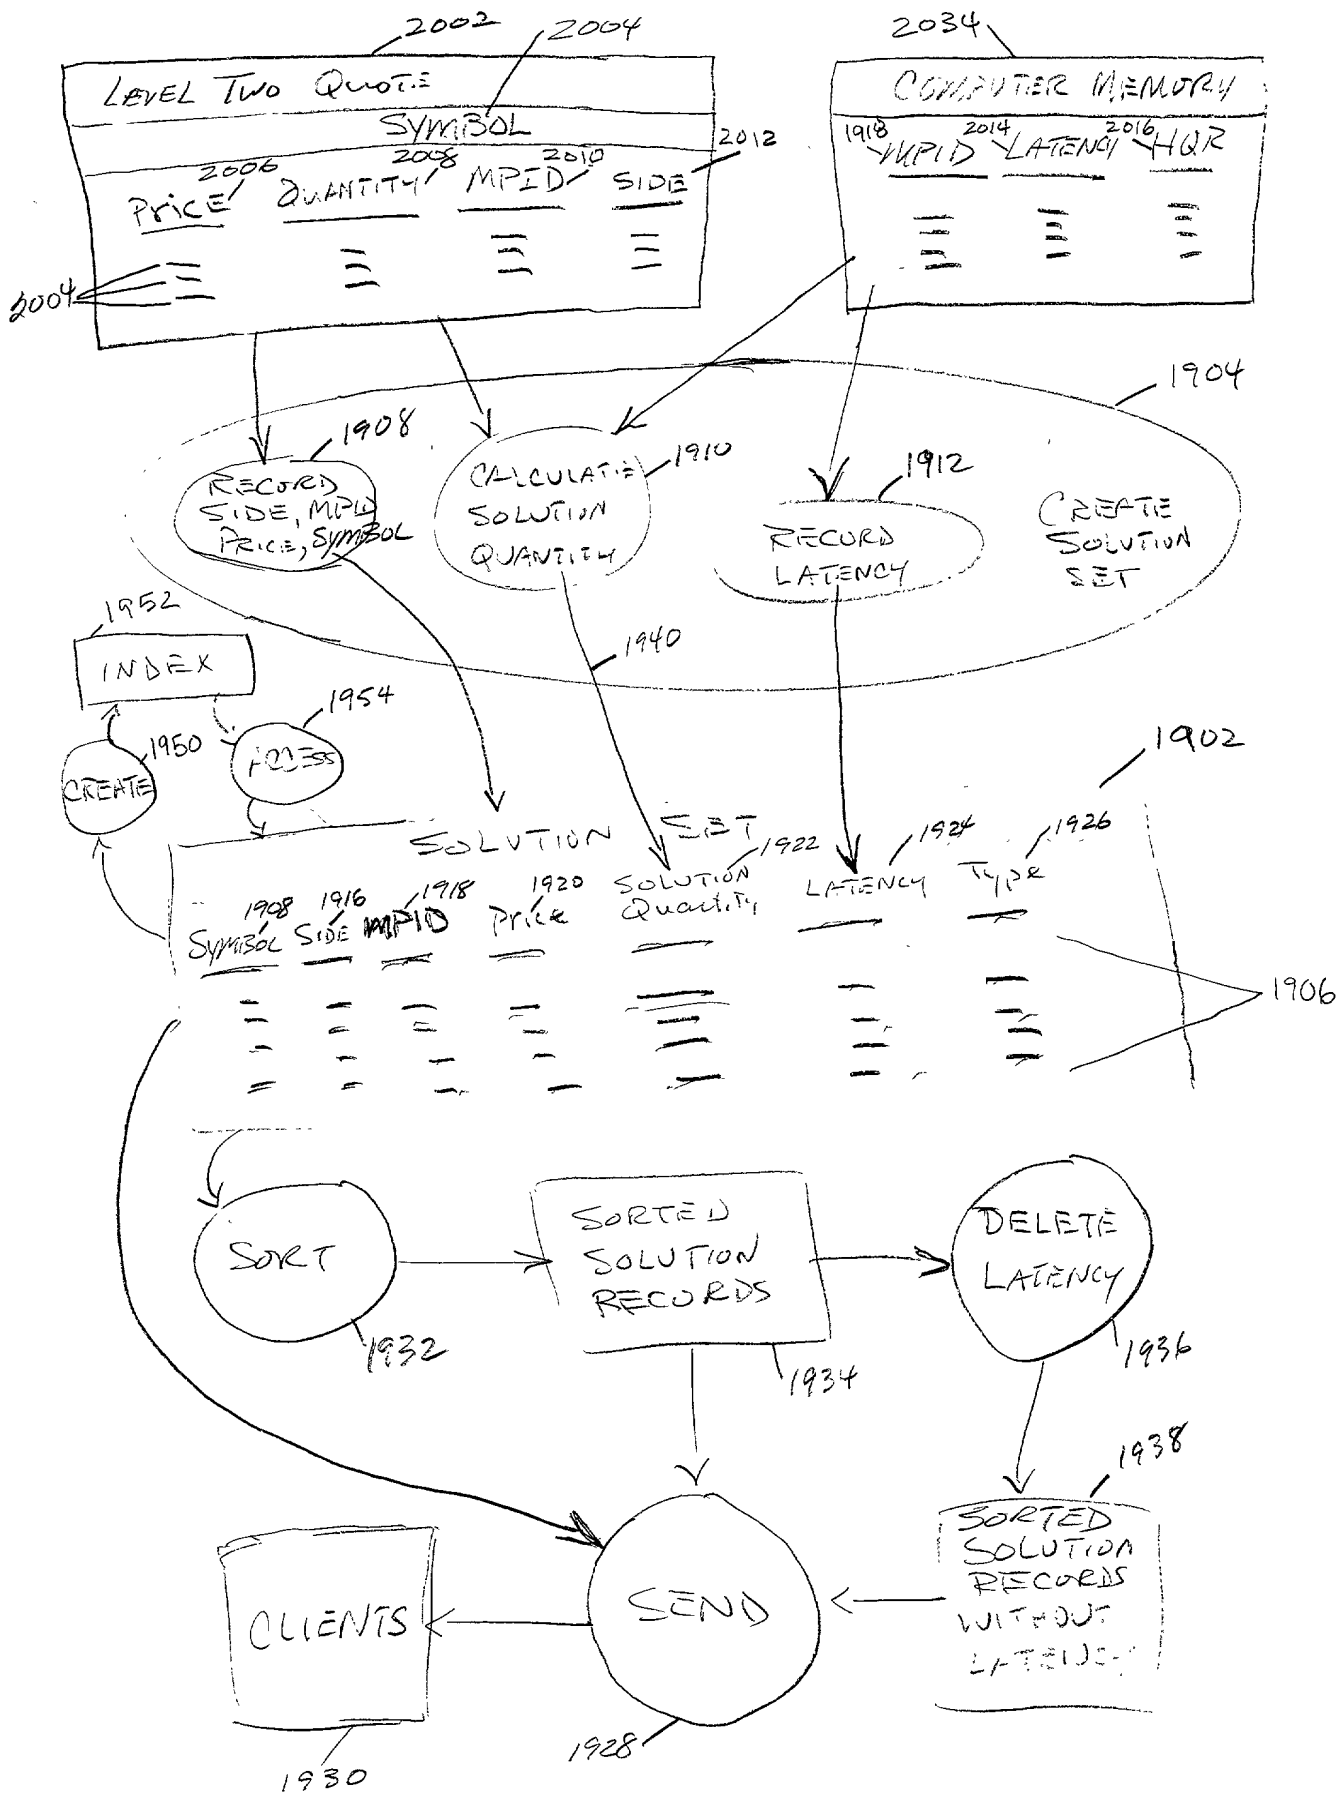 2002
2004
2034
LEVEL TWO QUOTE
COMPUTER MEMORY
SYMBOL
2006
2008
2010
2012
1918
2014
2016
Price
QUANTITY
MPID
SIDE
MPID
LATENCY
HQR
2004
1904
1908
1910
1912
RECORD
SIDE, MPID
PRICE, SYMBOL
CALCULATE
SOLUTION
QUANTITY
RECORD
LATENCY
CREATE
SOLUTION
SET
1952
INDEX
1940
1954
1950
ACCESS
CREATE
1902
SOLUTION SET
1922
1924
1926
1908
1916
1918
1920
SYMBOL
SIDE
MPID
Price
SOLUTION
Quantity
LATENCY
Type
1906
SORT
1932
SORTED
SOLUTION
RECORDS
1934
DELETE
LATENCY
1936
1938
SORTED
SOLUTION
RECORDS
WITHOUT
LATENCY
SEND
1928
CLIENTS
1930